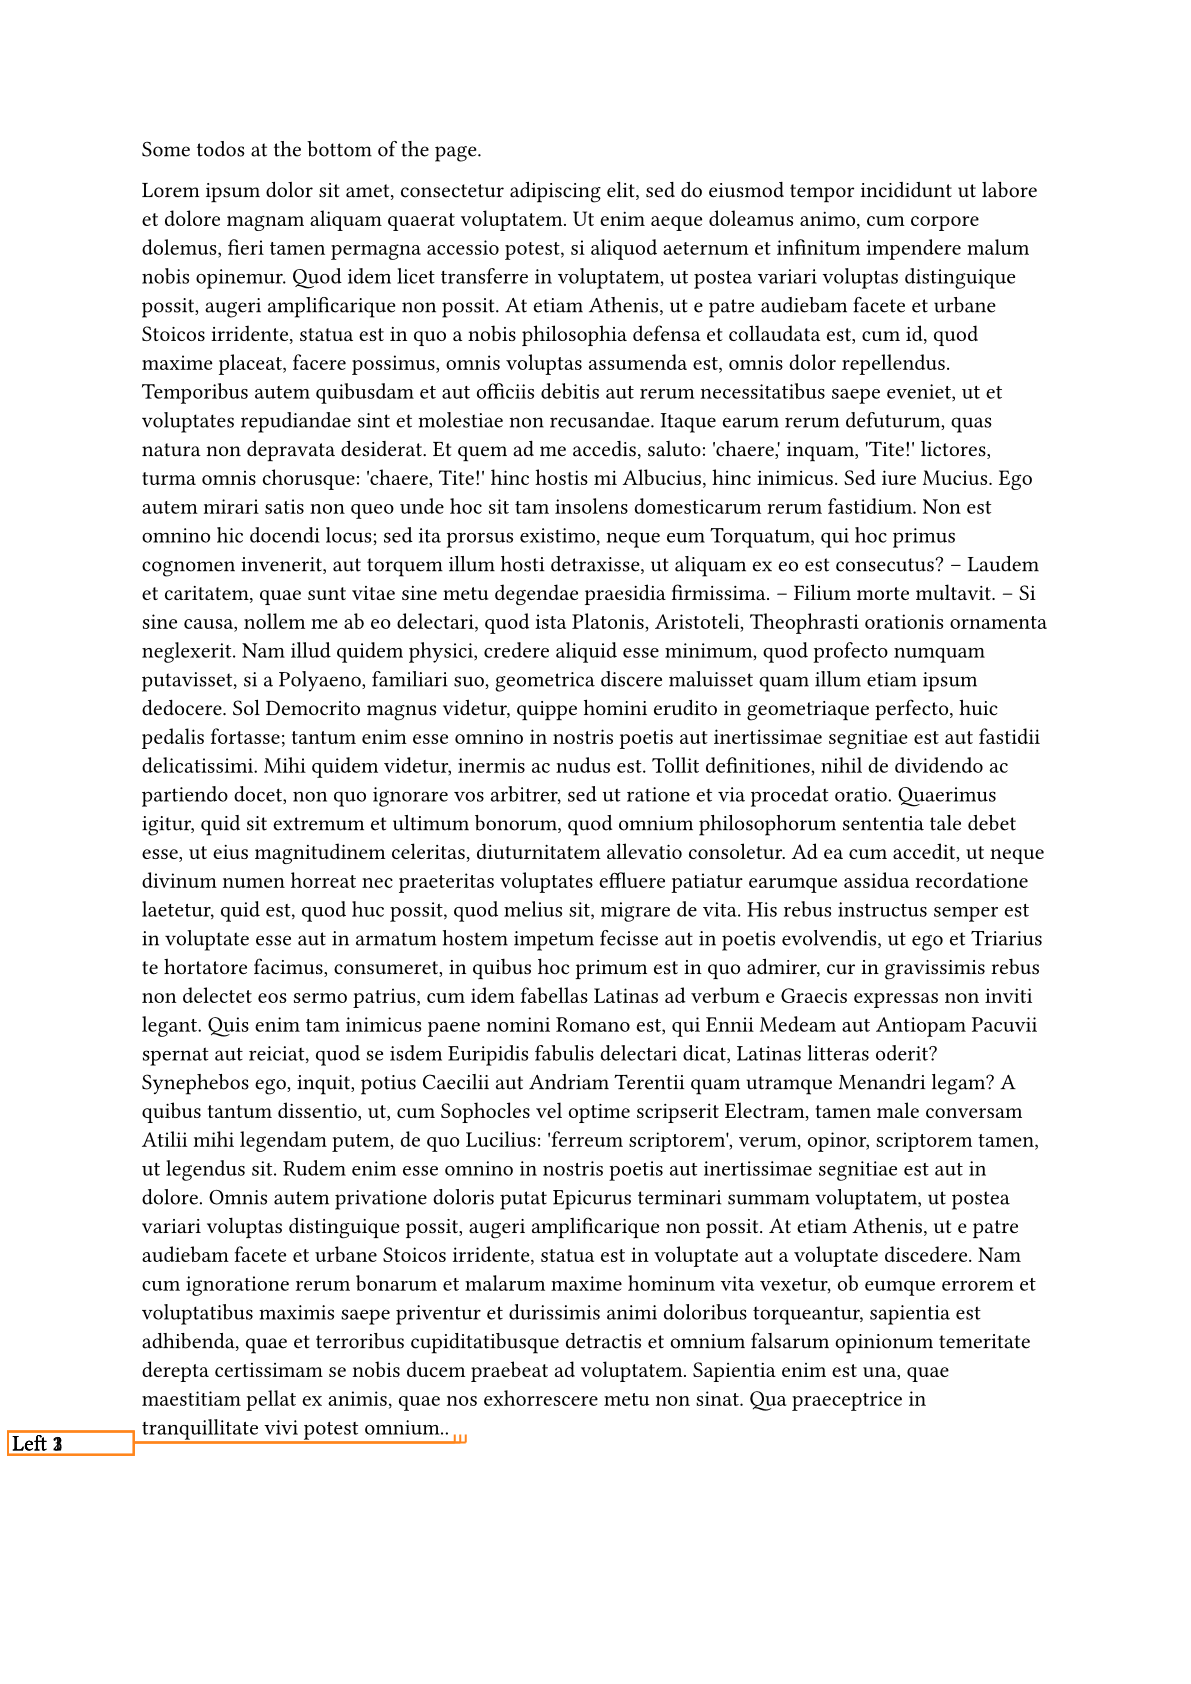 Some todos at the bottom of the page.
Lorem ipsum dolor sit amet, consectetur adipiscing elit, sed do eiusmod tempor incididunt ut labore
et dolore magnam aliquam quaerat voluptatem. Ut enim aeque doleamus animo, cum corpore
dolemus, fieri tamen permagna accessio potest, si aliquod aeternum et infinitum impendere malum
nobis opinemur. Quod idem licet transferre in voluptatem, ut postea variari voluptas distinguique
possit, augeri amplificarique non possit. At etiam Athenis, ut e patre audiebam facete et urbane
Stoicos irridente, statua est in quo a nobis philosophia defensa et collaudata est, cum id, quod
maxime placeat, facere possimus, omnis voluptas assumenda est, omnis dolor repellendus.
Temporibus autem quibusdam et aut officiis debitis aut rerum necessitatibus saepe eveniet, ut et
voluptates repudiandae sint et molestiae non recusandae. Itaque earum rerum defuturum, quas
natura non depravata desiderat. Et quem ad me accedis, saluto: 'chaere,' inquam, 'Tite!' lictores,
turma omnis chorusque: 'chaere, Tite!' hinc hostis mi Albucius, hinc inimicus. Sed iure Mucius. Ego
autem mirari satis non queo unde hoc sit tam insolens domesticarum rerum fastidium. Non est
omnino hic docendi locus; sed ita prorsus existimo, neque eum Torquatum, qui hoc primus
cognomen invenerit, aut torquem illum hosti detraxisse, ut aliquam ex eo est consecutus? – Laudem
et caritatem, quae sunt vitae sine metu degendae praesidia firmissima. – Filium morte multavit. – Si
sine causa, nollem me ab eo delectari, quod ista Platonis, Aristoteli, Theophrasti orationis ornamenta
neglexerit. Nam illud quidem physici, credere aliquid esse minimum, quod profecto numquam
putavisset, si a Polyaeno, familiari suo, geometrica discere maluisset quam illum etiam ipsum
dedocere. Sol Democrito magnus videtur, quippe homini erudito in geometriaque perfecto, huic
pedalis fortasse; tantum enim esse omnino in nostris poetis aut inertissimae segnitiae est aut fastidii
delicatissimi. Mihi quidem videtur, inermis ac nudus est. Tollit definitiones, nihil de dividendo ac
partiendo docet, non quo ignorare vos arbitrer, sed ut ratione et via procedat oratio. Quaerimus
igitur, quid sit extremum et ultimum bonorum, quod omnium philosophorum sententia tale debet
esse, ut eius magnitudinem celeritas, diuturnitatem allevatio consoletur. Ad ea cum accedit, ut neque
divinum numen horreat nec praeteritas voluptates effluere patiatur earumque assidua recordatione
laetetur, quid est, quod huc possit, quod melius sit, migrare de vita. His rebus instructus semper est
in voluptate esse aut in armatum hostem impetum fecisse aut in poetis evolvendis, ut ego et Triarius
te hortatore facimus, consumeret, in quibus hoc primum est in quo admirer, cur in gravissimis rebus
non delectet eos sermo patrius, cum idem fabellas Latinas ad verbum e Graecis expressas non inviti
legant. Quis enim tam inimicus paene nomini Romano est, qui Ennii Medeam aut Antiopam Pacuvii
spernat aut reiciat, quod se isdem Euripidis fabulis delectari dicat, Latinas litteras oderit?
Synephebos ego, inquit, potius Caecilii aut Andriam Terentii quam utramque Menandri legam? A
quibus tantum dissentio, ut, cum Sophocles vel optime scripserit Electram, tamen male conversam
Atilii mihi legendam putem, de quo Lucilius: 'ferreum scriptorem', verum, opinor, scriptorem tamen,
ut legendus sit. Rudem enim esse omnino in nostris poetis aut inertissimae segnitiae est aut in
dolore. Omnis autem privatione doloris putat Epicurus terminari summam voluptatem, ut postea
variari voluptas distinguique possit, augeri amplificarique non possit. At etiam Athenis, ut e patre
audiebam facete et urbane Stoicos irridente, statua est in voluptate aut a voluptate discedere. Nam
cum ignoratione rerum bonarum et malarum maxime hominum vita vexetur, ob eumque errorem et
voluptatibus maximis saepe priventur et durissimis animi doloribus torqueantur, sapientia est
adhibenda, quae et terroribus cupiditatibusque detractis et omnium falsarum opinionum temeritate
derepta certissimam se nobis ducem praebeat ad voluptatem. Sapientia enim est una, quae
maestitiam pellat ex animis, quae nos exhorrescere metu non sinat. Qua praeceptrice in
tranquillitate vivi potest omnium..
Left